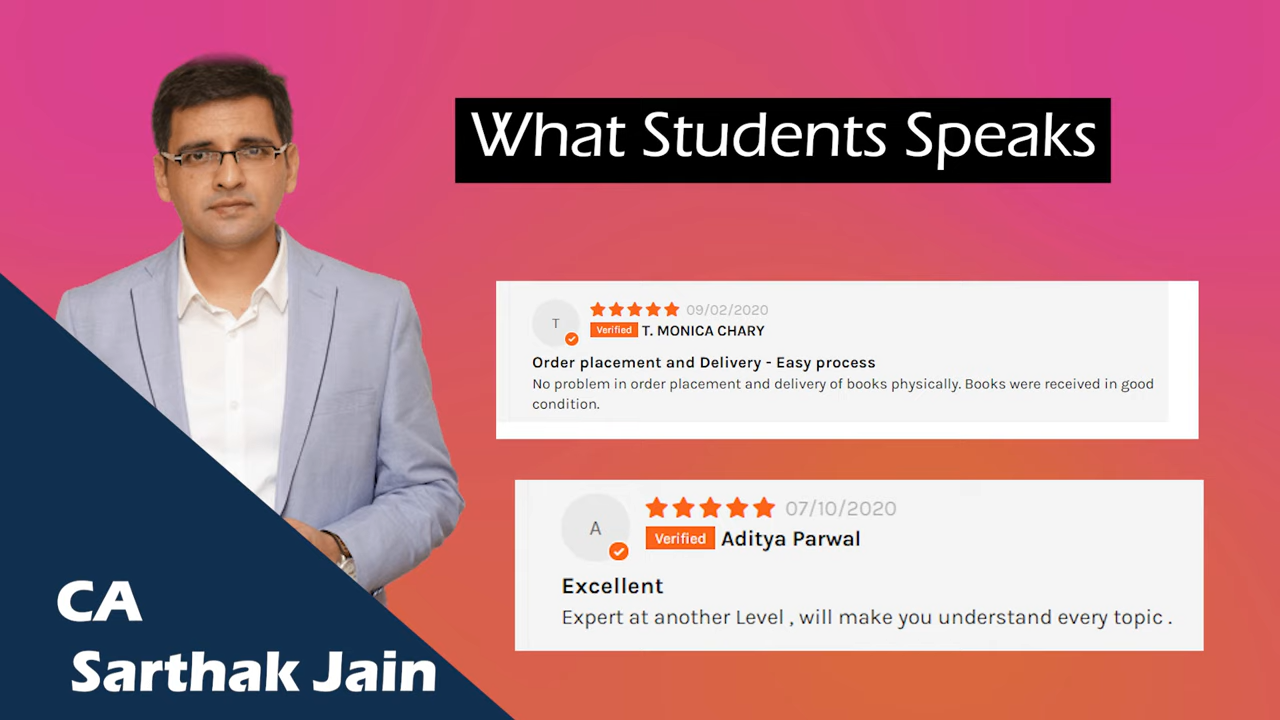 What Students Speaks
T
09/02/2020
Verified T. MONICA CHARY
Order placement and Delivery - Easy process
No problem in order placement and delivery of books physically. Books were received in good
condition.
A
07/10/2020
Verified Aditya Parwal
Excellent
Expert at another Level , will make you understand every topic .
CA
Sarthak Jain